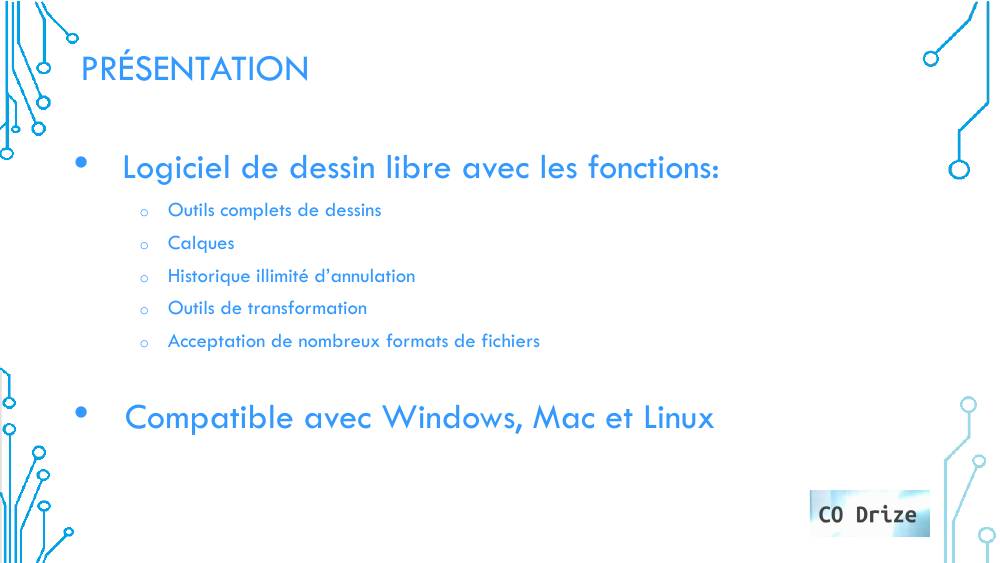 PRÉSENTATION
• Logiciel de dessin libre avec les fonctions:
o Outils complets de dessins
o Calques
o Historique illimité d’annulation
o Outils de transformation
o Acceptation de nombreux formats de fichiers
• Compatible avec Windows, Mac et Linux
CO Drize